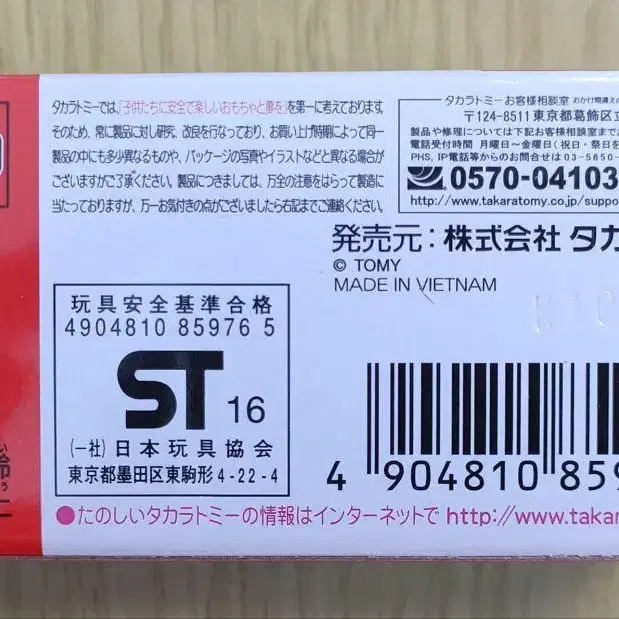 タカラトミーでは、「子供たちに安全で楽しいおもちゃと夢を」を第一に考えております。
そのため、常に製品に対し研究、改良を行なっており、お買い上げ時期によって同一
製品の中にも多少異なるものや、パッケージの写真やイラストなどと異なる場合が
ございますがご了承ください。製品につきましては、万全の注意をはらって製造に
当たっておりますが、万一お気付きの点がございましたら右記までご連絡ください。
タカラトミーお客様相談室 おかけ間違えの
〒124-8511 東京都葛飾区立
製品や修理については下記お客様相談室まで
電話受付時間 月曜日～金曜日(祝・祭日を
PHS, IP電話等からのお問合せは 03-5650-
0570-04103
http://www.takaratomy.co.jp/suppo
発売元:株式会社 タカ
© TOMY
MADE IN VIETNAM
玩具安全基準合格
4904810 85976 5
ST 16
(一社)日本玩具協会
東京都墨田区東駒形4-22-4
4 904810 859
●たのしいタカラトミーの情報はインターネットで http://www.takar
齢